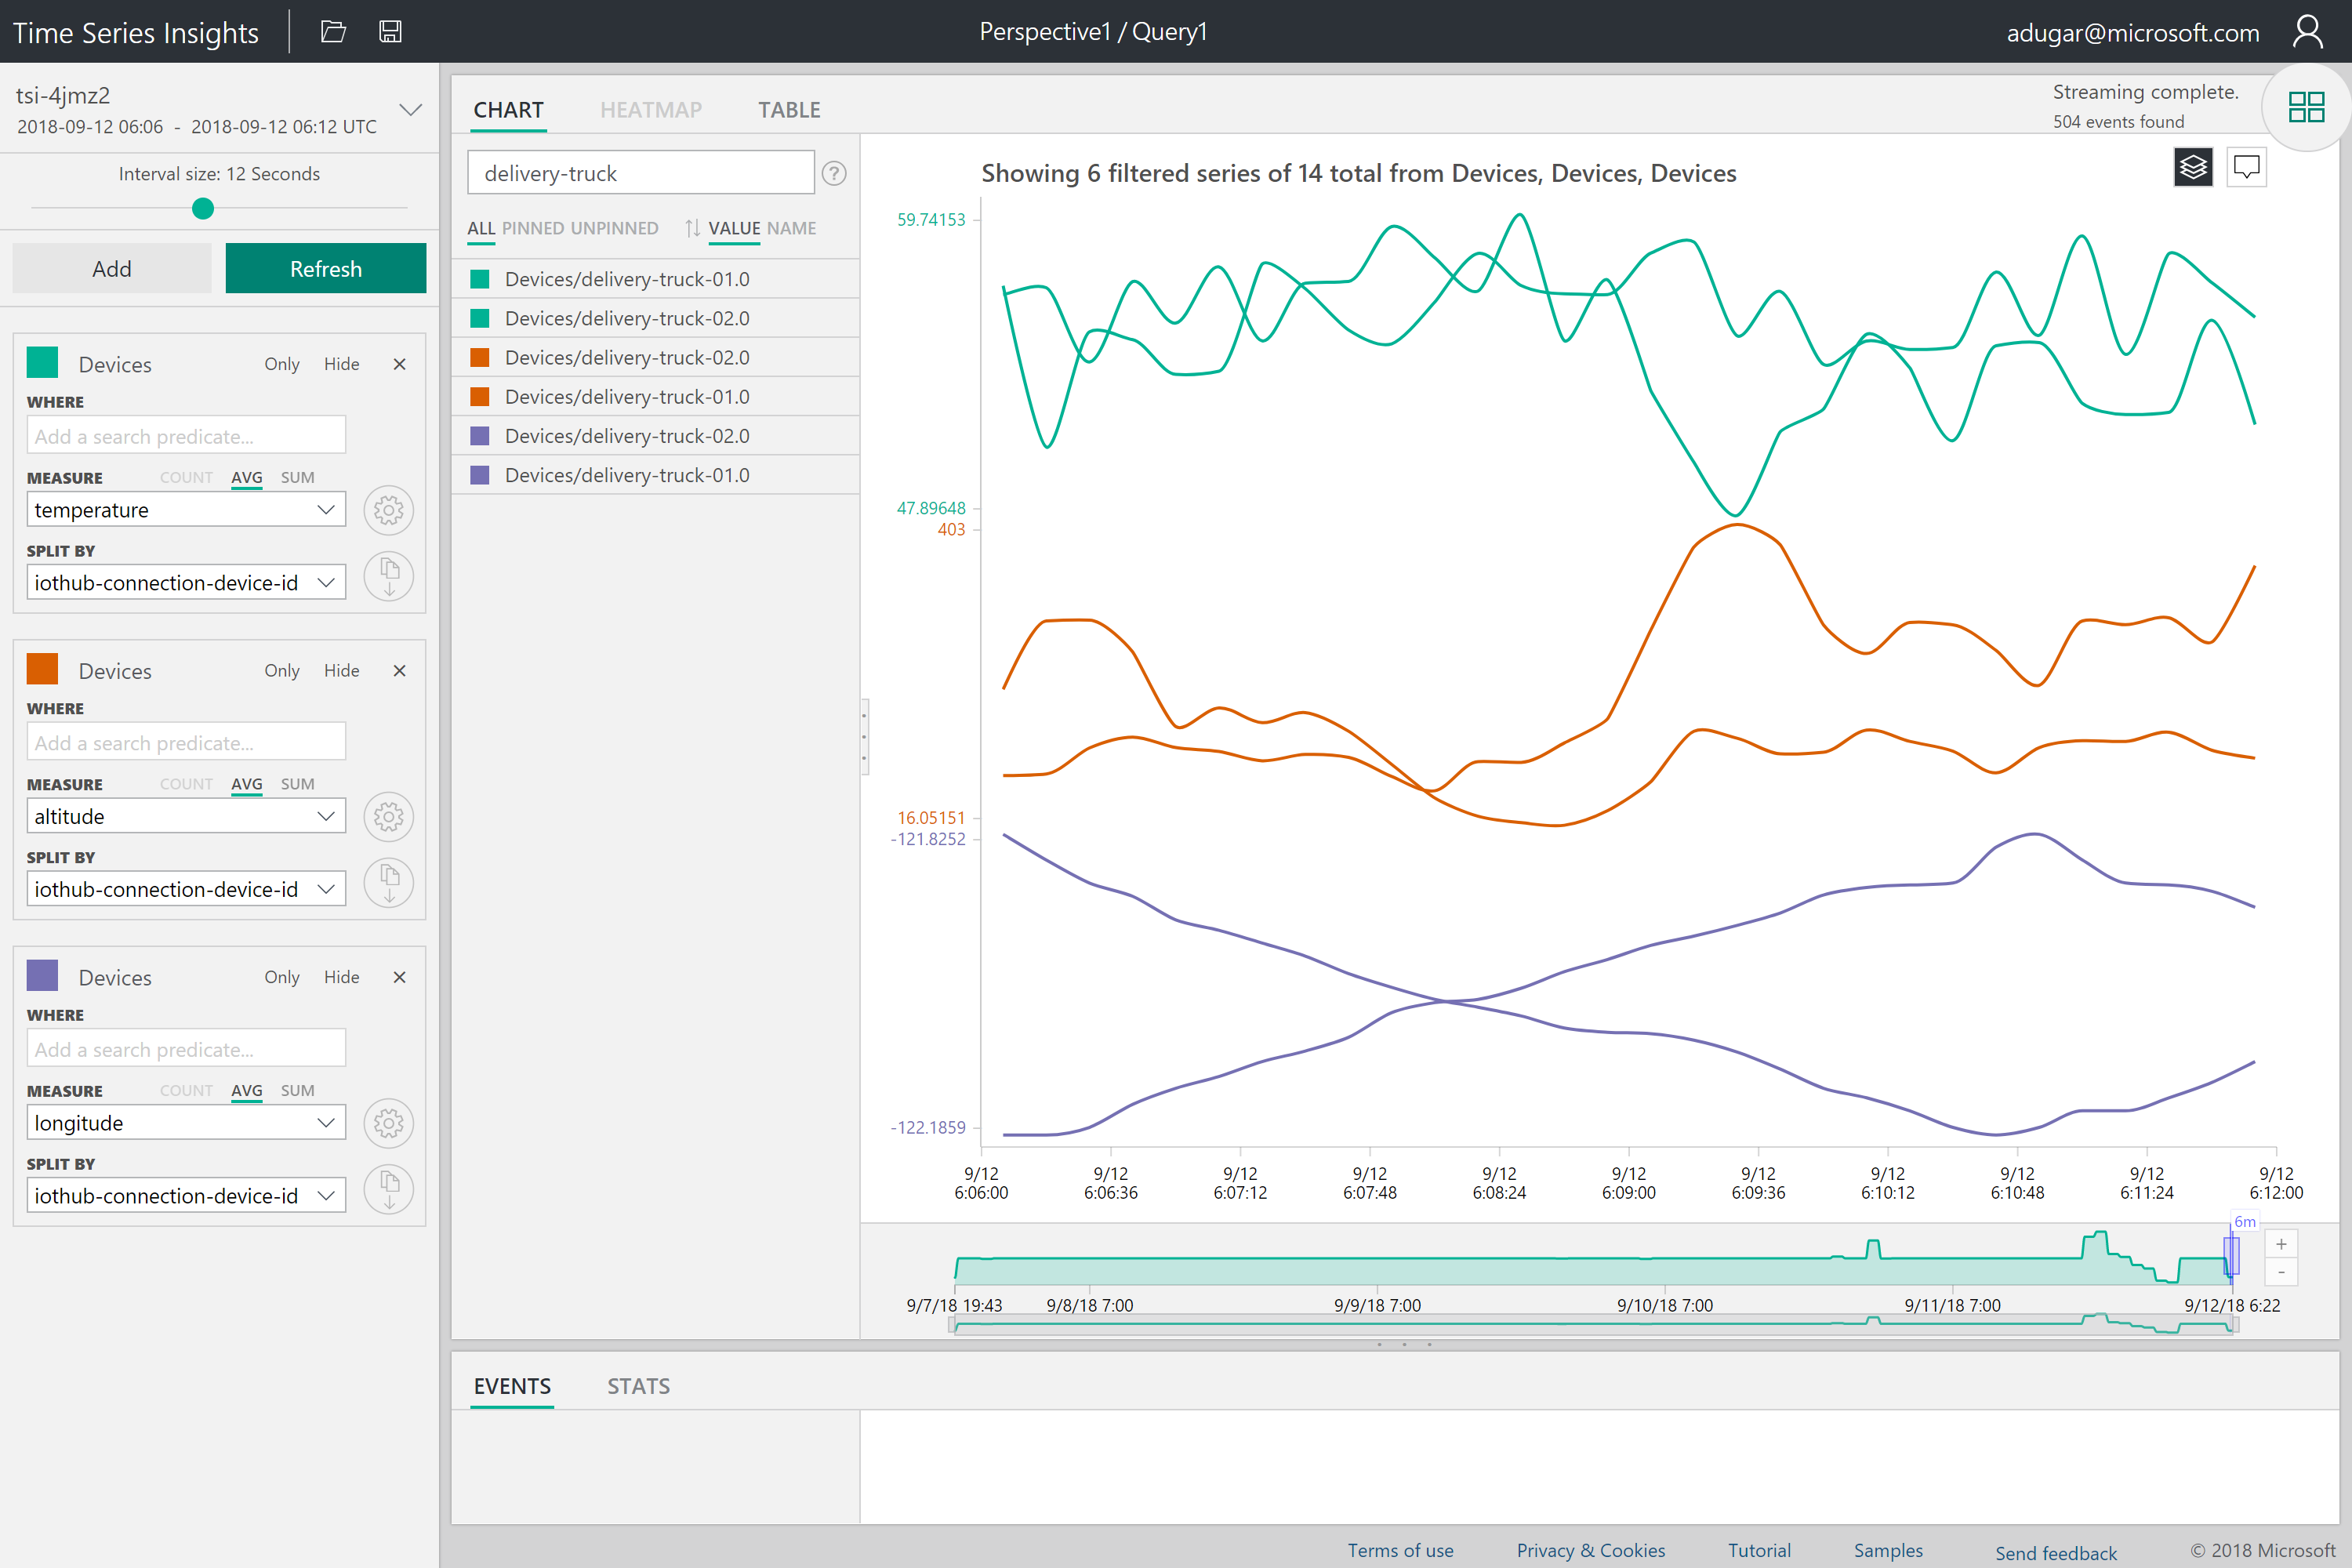 Time Series Insights
Perspective1 / Query1
adugar@microsoft.com
tsi-4jmz2
2018-09-12 06:06 - 2018-09-12 06:12 UTC
Interval size: 12 Seconds
Add Refresh
Devices Only Hide ×
WHERE
Add a search predicate...
MEASURE COUNT AVG SUM
temperature
SPLIT BY
iothub-connection-device-id
Devices Only Hide ×
WHERE
Add a search predicate...
MEASURE COUNT AVG SUM
altitude
SPLIT BY
iothub-connection-device-id
Devices Only Hide ×
WHERE
Add a search predicate...
MEASURE COUNT AVG SUM
longitude
SPLIT BY
iothub-connection-device-id
CHART HEATMAP TABLE
Streaming complete.
504 events found
delivery-truck ?
ALL PINNED UNPINNED VALUE NAME
Devices/delivery-truck-01.0
Devices/delivery-truck-02.0
Devices/delivery-truck-02.0
Devices/delivery-truck-01.0
Devices/delivery-truck-02.0
Devices/delivery-truck-01.0
Showing 6 filtered series of 14 total from Devices, Devices, Devices
59.74153
47.89648
403
16.05151
-121.8252
-122.1859
9/12 9/12 9/12 9/12 9/12 9/12 9/12 9/12 9/12 9/12 9/12
6:06:00 6:06:36 6:07:12 6:07:48 6:08:24 6:09:00 6:09:36 6:10:12 6:10:48 6:11:24 6:12:00
6m
+
-
9/7/18 19:43 9/8/18 7:00 9/9/18 7:00 9/10/18 7:00 9/11/18 7:00 9/12/18 6:22
EVENTS STATS
Terms of use Privacy & Cookies Tutorial Samples Send feedback © 2018 Microsoft